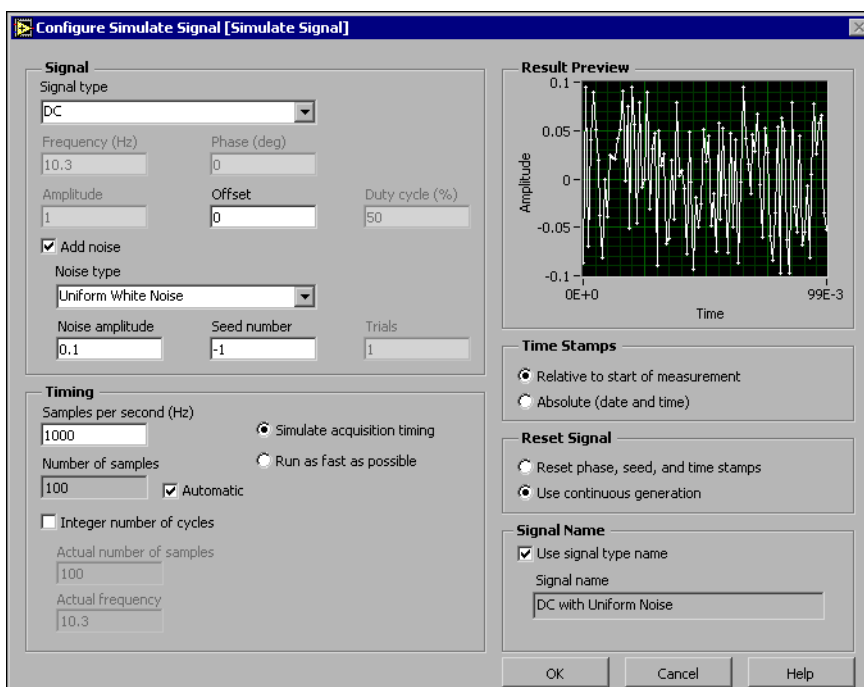 Configure Simulate Signal [Simulate Signal]
Signal
Signal type
DC
Frequency (Hz) Phase (deg)
10.3 0
Amplitude Offset Duty cycle (%)
1 0 50
Add noise
Noise type
Uniform White Noise
Noise amplitude Seed number Trials
0.1 -1 1
Timing
Samples per second (Hz)
1000
Simulate acquisition timing
Run as fast as possible
Number of samples
100
Automatic
Integer number of cycles
Actual number of samples
100
Actual frequency
10.3
Result Preview
0.1
0.05
0
-0.05
-0.1
Amplitude
0E+0 99E-3
Time
Time Stamps
Relative to start of measurement
Absolute (date and time)
Reset Signal
Reset phase, seed, and time stamps
Use continuous generation
Signal Name
Use signal type name
Signal name
DC with Uniform Noise
OK Cancel Help